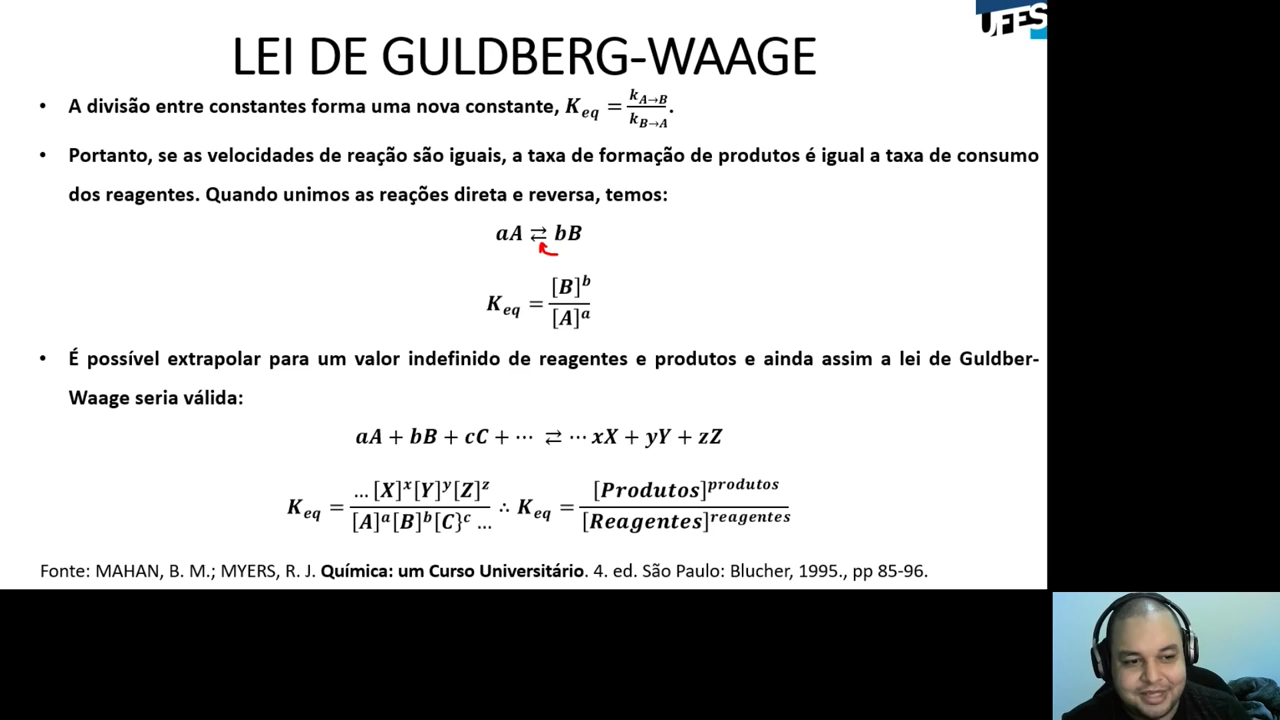 UFES
LEI DE GULDBERG-WAAGE
• A divisão entre constantes forma uma nova constante, K_eq = k_{A→B} / k_{B→A}.
• Portanto, se as velocidades de reação são iguais, a taxa de formação de produtos é igual a taxa de consumo
dos reagentes. Quando unimos as reações direta e reversa, temos:
aA ⇄ bB
K_eq = [B]^b / [A]^a
• É possível extrapolar para um valor indefinido de reagentes e produtos e ainda assim a lei de Guldber-
Waage seria válida:
aA + bB + cC + ⋯ ⇄ ⋯ xX + yY + zZ
K_eq = …[X]^x[Y]^y[Z]^z / [A]^a[B]^b[C}^c … ∴ K_eq = [Produtos]^produtos / [Reagentes]^reagentes
Fonte: MAHAN, B. M.; MYERS, R. J. Química: um Curso Universitário. 4. ed. São Paulo: Blucher, 1995., pp 85-96.